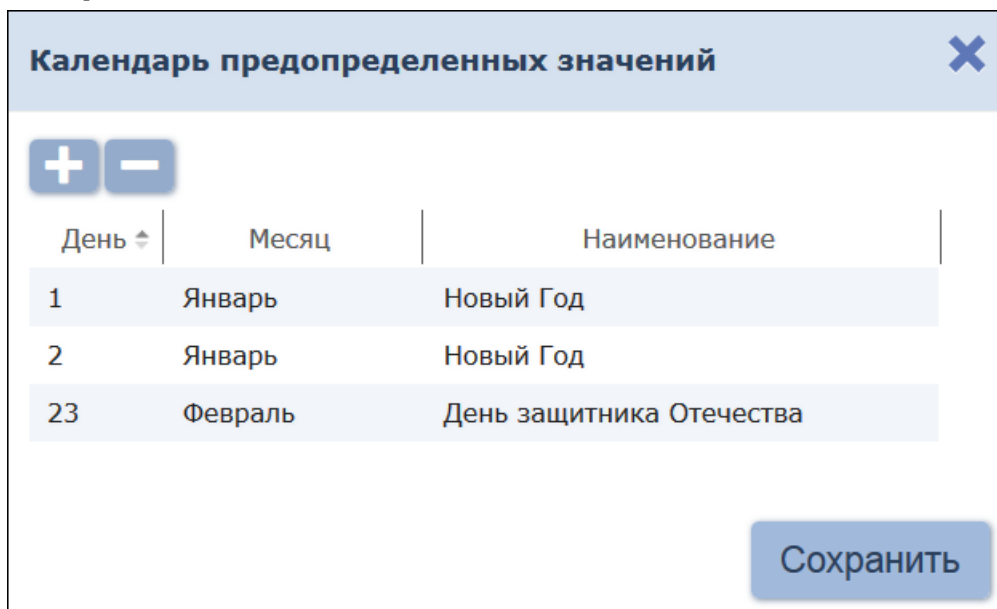 Календарь предопределенных значений
День Месяц Наименование
1 Январь Новый Год
2 Январь Новый Год
23 Февраль День защитника Отечества
Сохранить